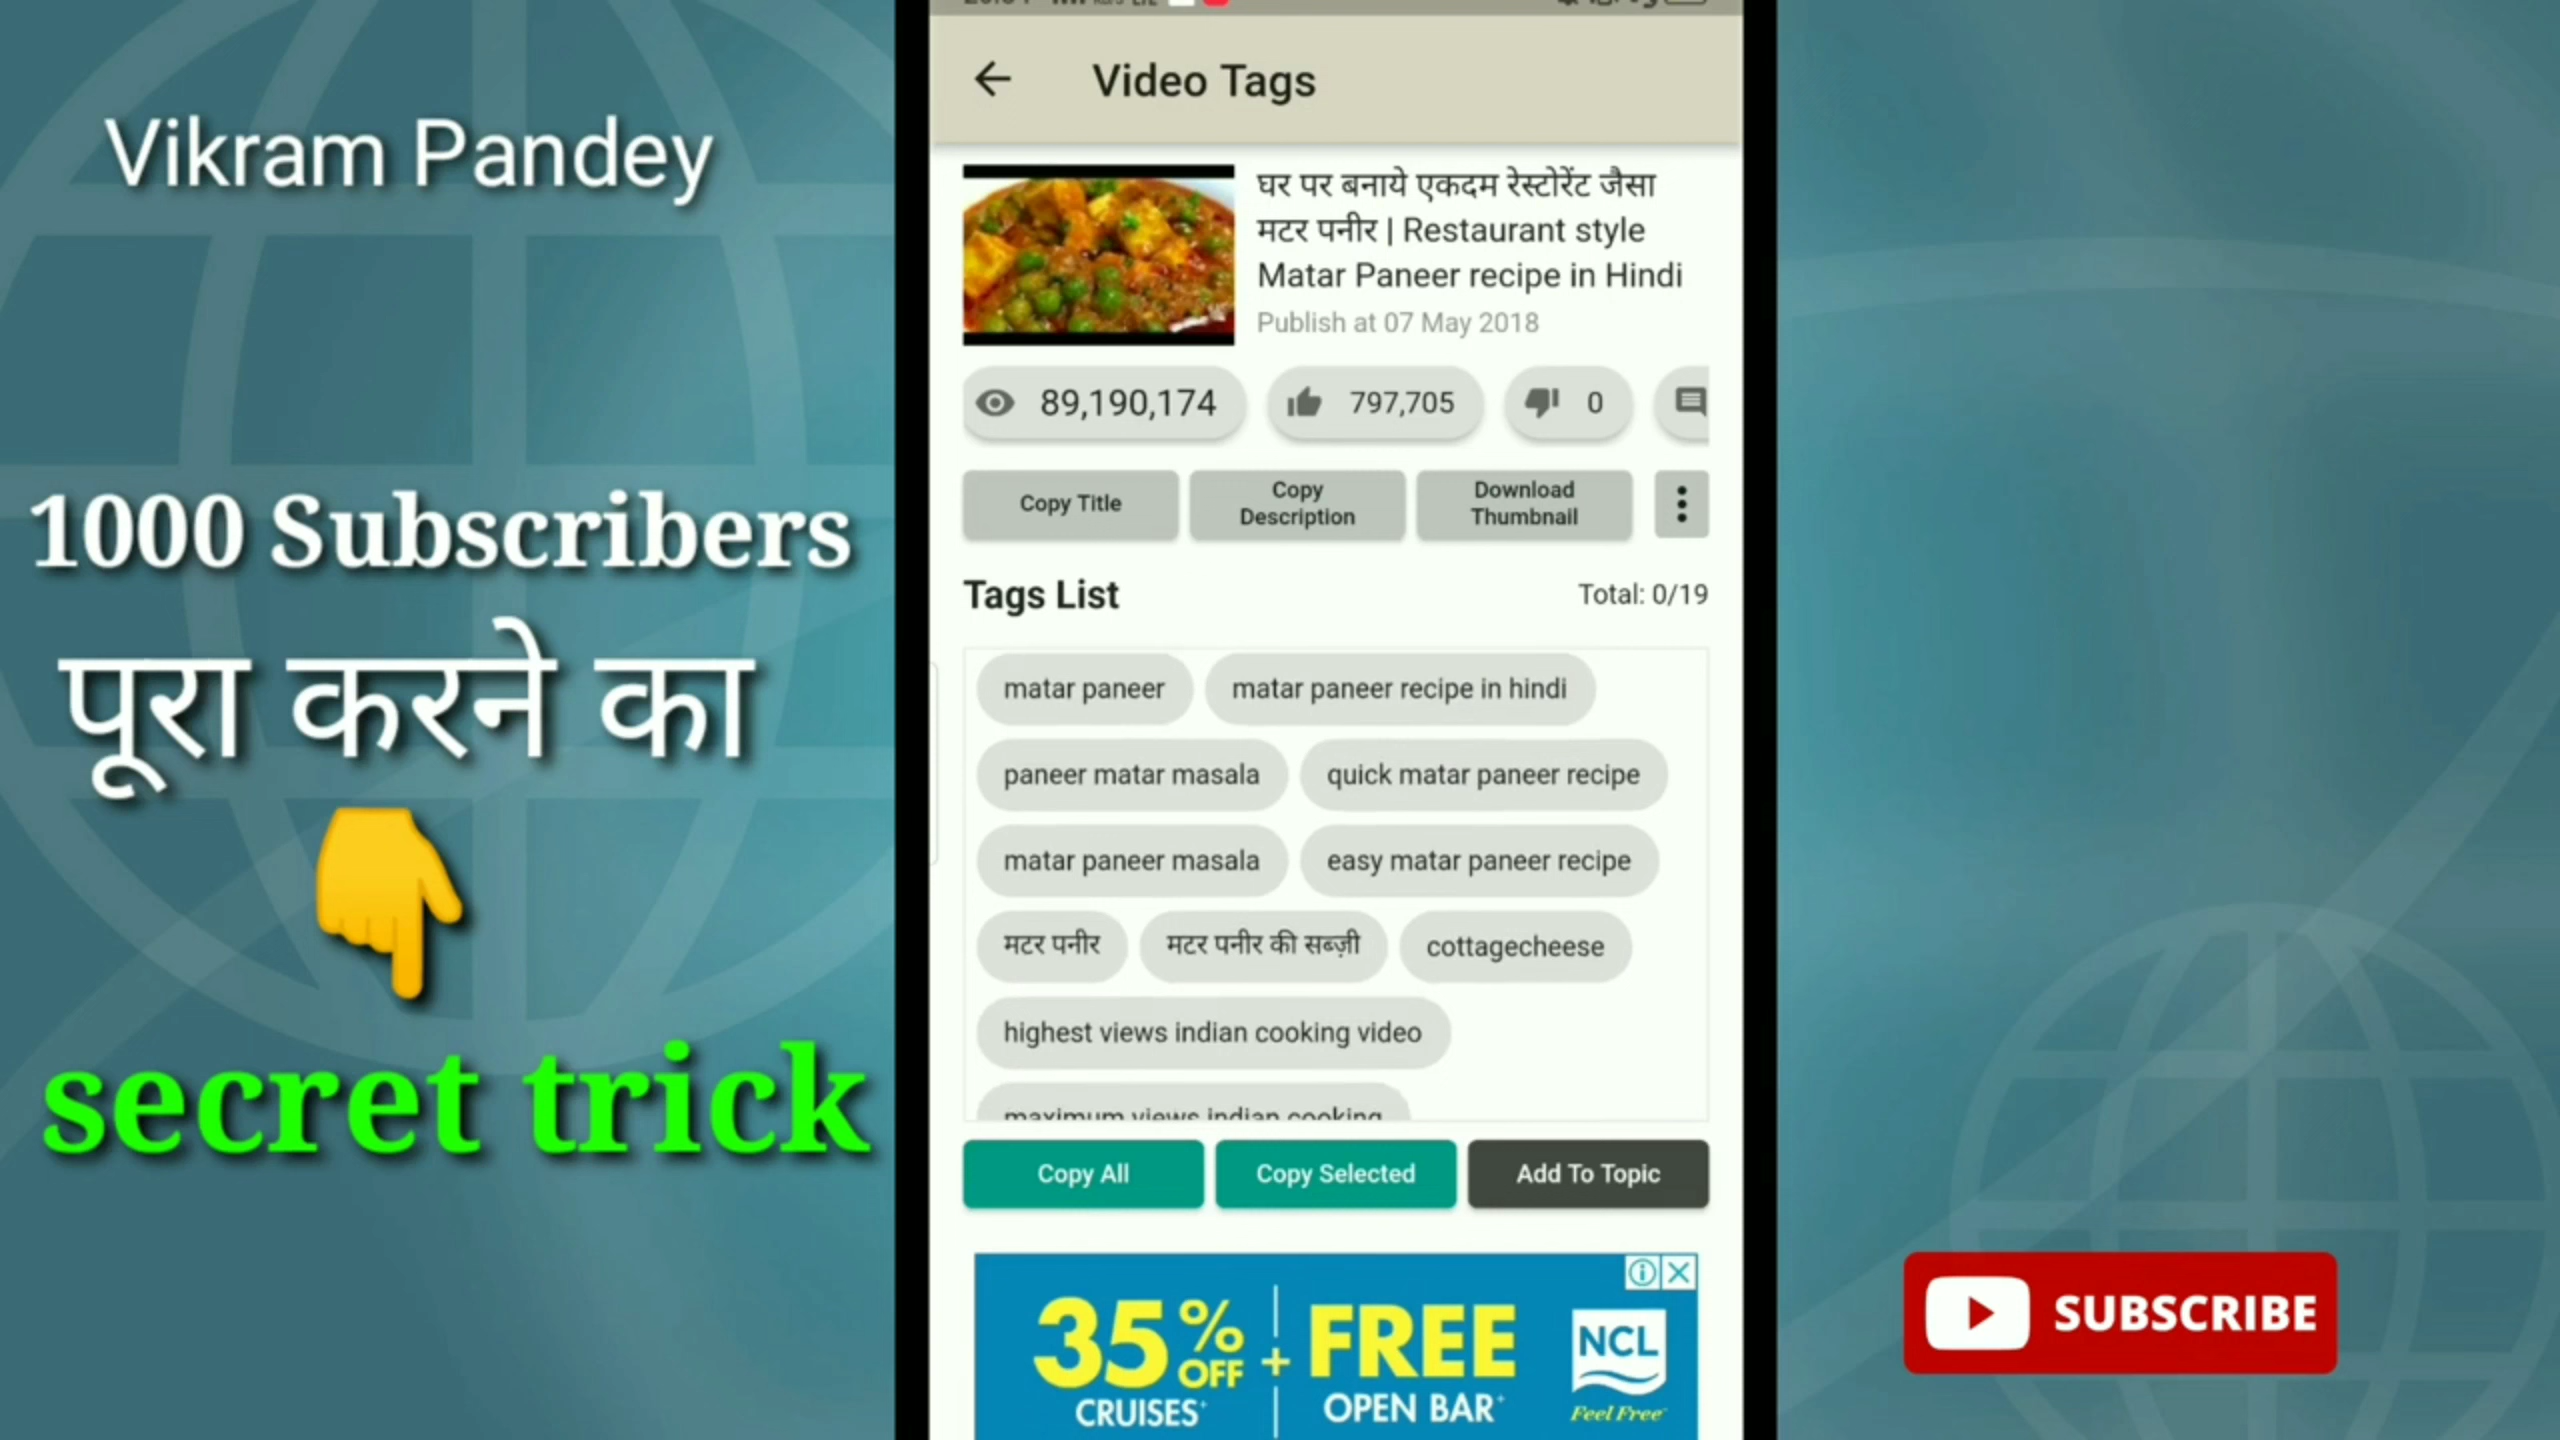 Vikram Pandey
1000 Subscribers
पूरा करने का
secret trick
Video Tags
घर पर बनाये एकदम रेस्टोरेंट जैसा
मटर पनीर | Restaurant style
Matar Paneer recipe in Hindi
Publish at 07 May 2018
89,190,174
797,705
0
Copy Title
Copy
Description
Download
Thumbnail
Tags List
Total: 0/19
matar paneer
matar paneer recipe in hindi
paneer matar masala
quick matar paneer recipe
matar paneer masala
easy matar paneer recipe
मटर पनीर
मटर पनीर की सब्ज़ी
cottagecheese
highest views indian cooking video
maximum views indian cooking
Copy All
Copy Selected
Add To Topic
35% OFF
CRUISES+
+
FREE
OPEN BAR+
NCL
Feel Free
SUBSCRIBE